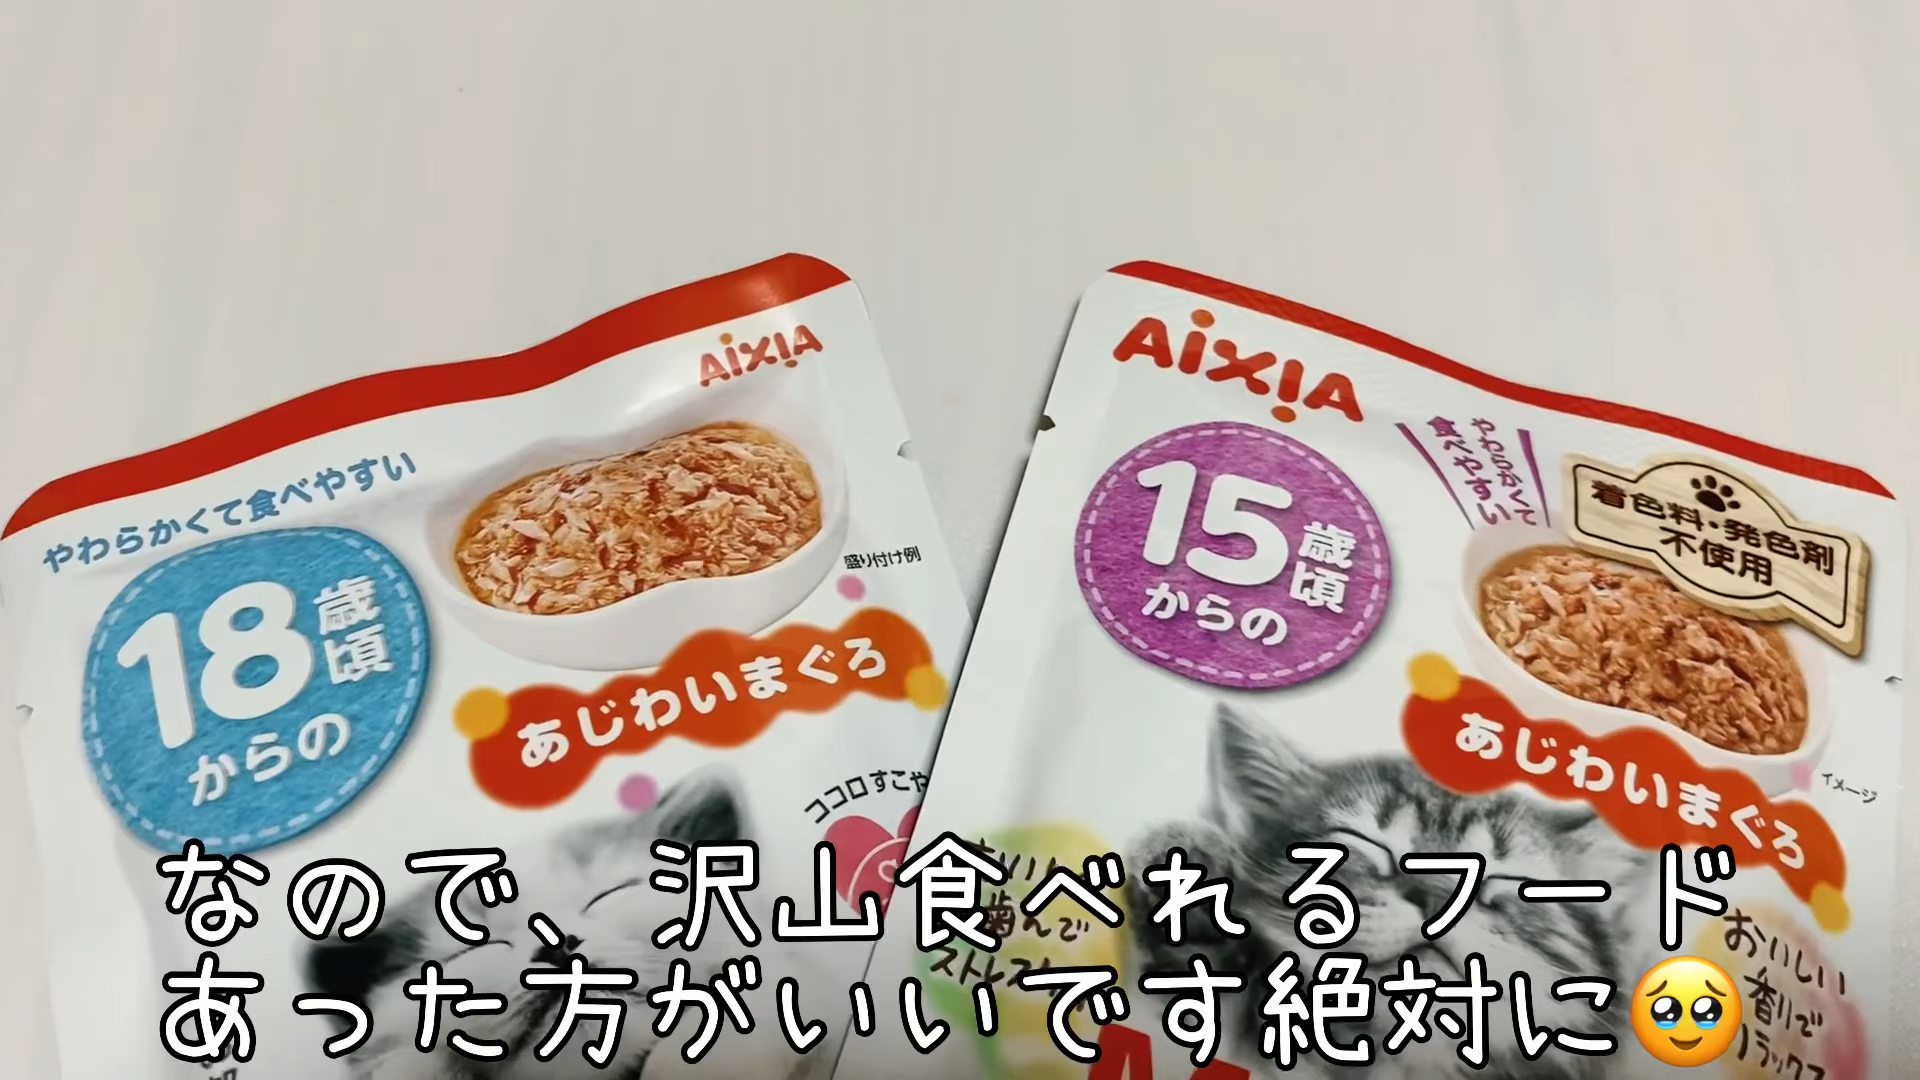 AIXIA
やわらかくて食べやすい
18歳頃
からの
盛り付け例
あじわいまぐろ
ココロすこや
AIXIA
15歳頃
からの
やわらかくて
食べやすい
着色料・発色剤
不使用
あじわいまぐろ
イメージ
おいしい
香りで
なので、沢山食べれるフード
あった方がいいです絶対に🥹